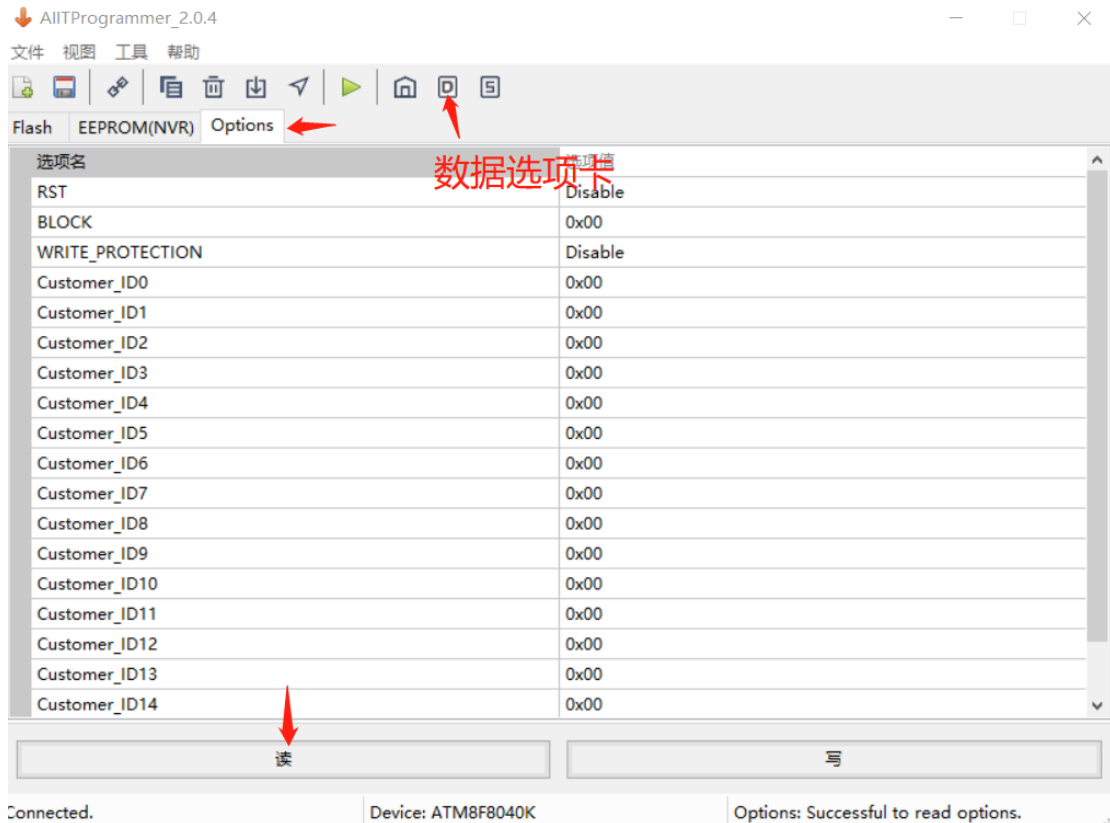 AllTProgrammer_2.0.4
文件 视图 工具 帮助
D S
Flash EEPROM(NVR) Options
数据选项卡
选项名 选项值
RST Disable
BLOCK 0x00
WRITE_PROTECTION Disable
Customer_ID0 0x00
Customer_ID1 0x00
Customer_ID2 0x00
Customer_ID3 0x00
Customer_ID4 0x00
Customer_ID5 0x00
Customer_ID6 0x00
Customer_ID7 0x00
Customer_ID8 0x00
Customer_ID9 0x00
Customer_ID10 0x00
Customer_ID11 0x00
Customer_ID12 0x00
Customer_ID13 0x00
Customer_ID14 0x00
读 写
Connected. Device: ATM8F8040K Options: Successful to read options.